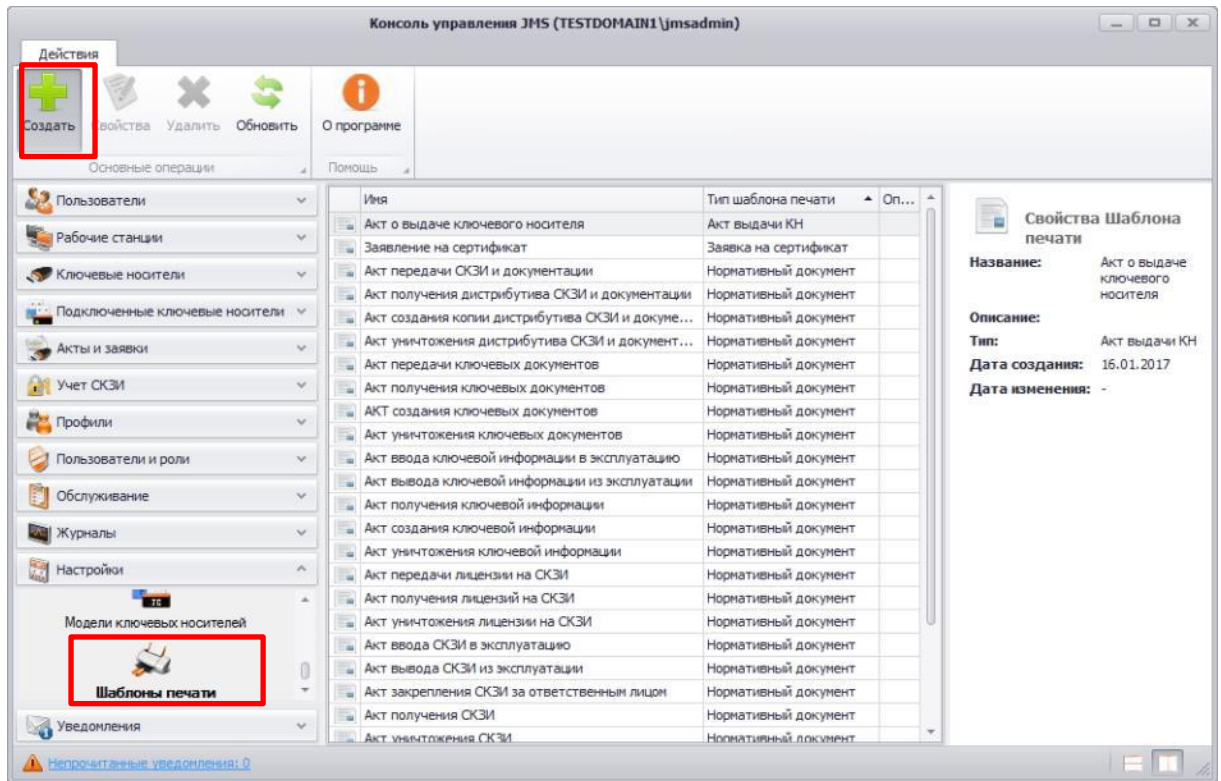 Консоль управления JMS (TESTDOMAIN1\jmsadmin)
Действия
Создать Свойства Удалить Обновить О программе
Основные операции Помощь
Пользователи
Рабочие станции
Ключевые носители
Подключенные ключевые носители
Акты и заявки
Учет СКЗИ
Профили
Пользователи и роли
Обслуживание
Журналы
Настройки
Модели ключевых носителей
Шаблоны печати
Уведомления
Имя Тип шаблона печати Оп...
Акт о выдаче ключевого носителя Акт выдачи КН
Заявление на сертификат Заявка на сертификат
Акт передачи СКЗИ и документации Нормативный документ
Акт получения дистрибутива СКЗИ и документации Нормативный документ
Акт создания копии дистрибутива СКЗИ и докуме... Нормативный документ
Акт уничтожения дистрибутива СКЗИ и документ... Нормативный документ
Акт передачи ключевых документов Нормативный документ
Акт получения ключевых документов Нормативный документ
АКТ создания ключевых документов Нормативный документ
Акт уничтожения ключевых документов Нормативный документ
Акт ввода ключевой информации в эксплуатацию Нормативный документ
Акт вывода ключевой информации из эксплуатации Нормативный документ
Акт получения ключевой информации Нормативный документ
Акт создания ключевой информации Нормативный документ
Акт уничтожения ключевой информации Нормативный документ
Акт передачи лицензии на СКЗИ Нормативный документ
Акт получения лицензий на СКЗИ Нормативный документ
Акт уничтожения лицензии на СКЗИ Нормативный документ
Акт ввода СКЗИ в эксплуатацию Нормативный документ
Акт вывода СКЗИ из эксплуатации Нормативный документ
Акт закрепления СКЗИ за ответственным лицом Нормативный документ
Акт получения СКЗИ Нормативный документ
Акт уничтожения СКЗИ Нормативный документ
Свойства Шаблона
печати
Название: Акт о выдаче
ключевого
носителя
Описание:
Тип: Акт выдачи КН
Дата создания: 16.01.2017
Дата изменения: -
Непрочитанные уведомления: 0